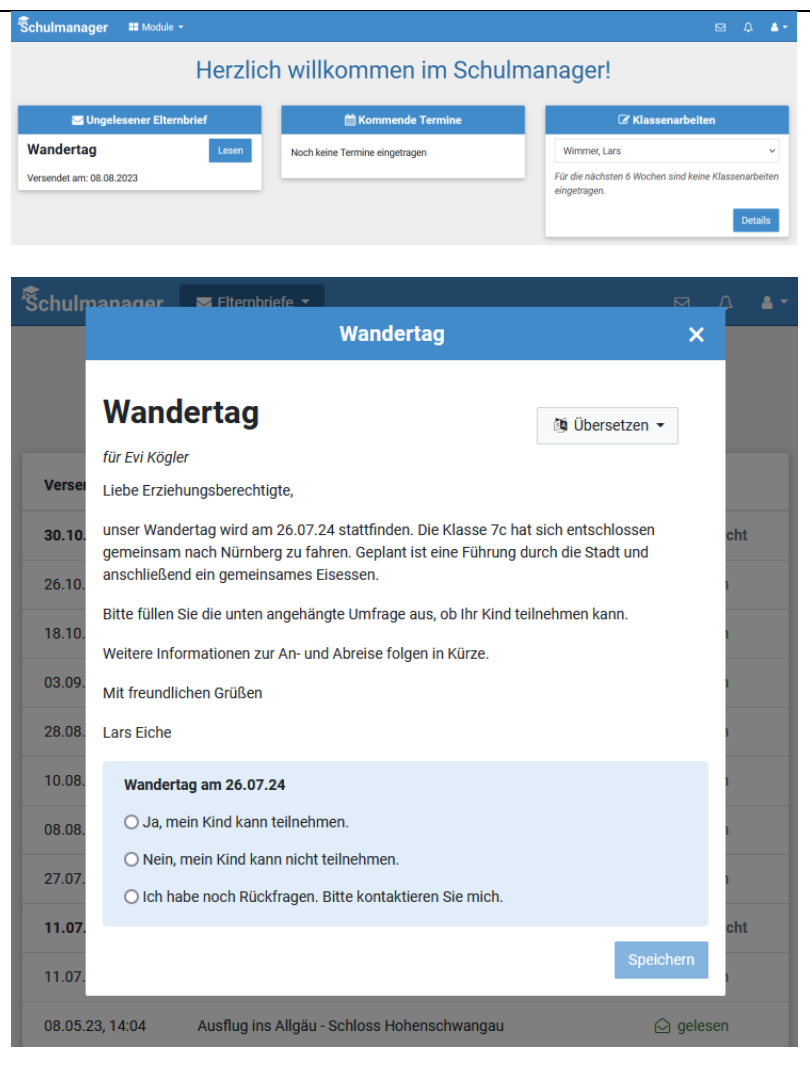 Schulmanager Module
Herzlich willkommen im Schulmanager!
Ungelesener Elternbrief
Wandertag Lesen
Versendet am: 08.08.2023
Kommende Termine
Noch keine Termine eingetragen
Klassenarbeiten
Wimmer, Lars
Für die nächsten 6 Wochen sind keine Klassenarbeiten
eingetragen.
Details
Schulmanager Elternbriefe
Wandertag ×
Wandertag
Übersetzen
für Evi Kögler
Liebe Erziehungsberechtigte,
unser Wandertag wird am 26.07.24 stattfinden. Die Klasse 7c hat sich entschlossen
gemeinsam nach Nürnberg zu fahren. Geplant ist eine Führung durch die Stadt und
anschließend ein gemeinsames Eisessen.
Bitte füllen Sie die unten angehängte Umfrage aus, ob Ihr Kind teilnehmen kann.
Weitere Informationen zur An- und Abreise folgen in Kürze.
Mit freundlichen Grüßen
Lars Eiche
Wandertag am 26.07.24
Ja, mein Kind kann teilnehmen.
Nein, mein Kind kann nicht teilnehmen.
Ich habe noch Rückfragen. Bitte kontaktieren Sie mich.
Speichern
30.10.
26.10.
18.10.
03.09.
28.08.
10.08.
08.08.
27.07.
11.07.
11.07.
08.05.23, 14:04 Ausflug ins Allgäu - Schloss Hohenschwangau gelesen